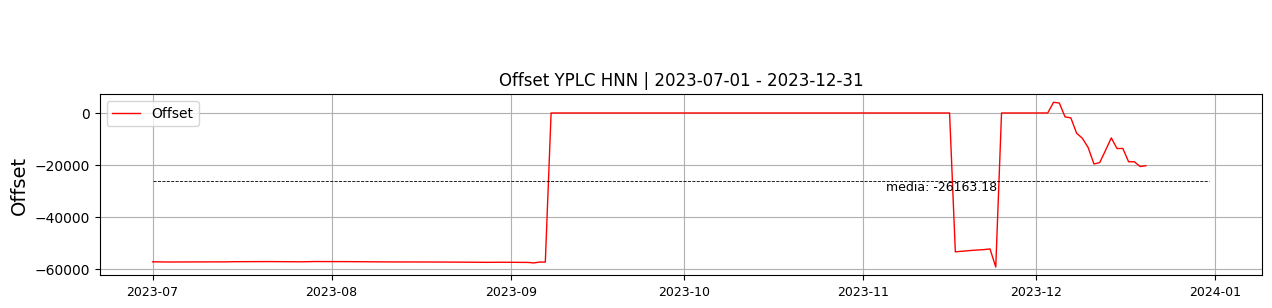 Offset YPLC HNN | 2023-07-01 - 2023-12-31
Offset
Offset
0
−20000
−40000
−60000
media: -26163.18
2023-07
2023-08
2023-09
2023-10
2023-11
2023-12
2024-01